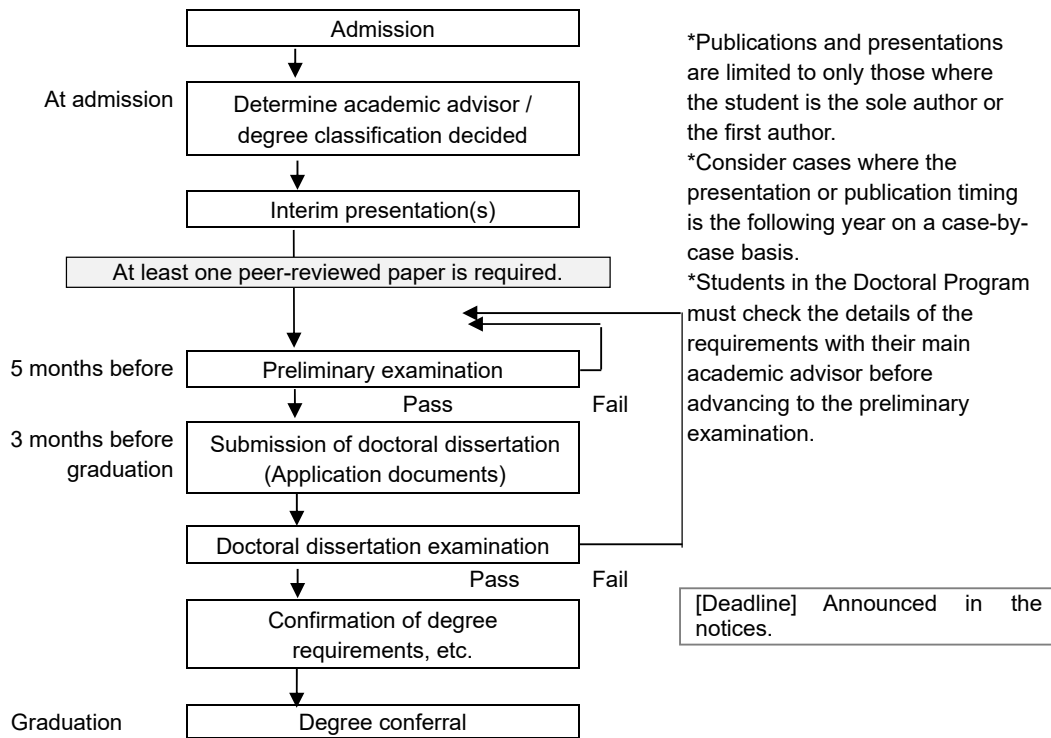 Admission
At admission
Determine academic advisor /
degree classification decided
Interim presentation(s)
At least one peer-reviewed paper is required.
5 months before
Preliminary examination
Pass
Fail
3 months before
graduation
Submission of doctoral dissertation
(Application documents)
Doctoral dissertation examination
Pass
Fail
Confirmation of degree
requirements, etc.
Graduation
Degree conferral
*Publications and presentations
are limited to only those where
the student is the sole author or
the first author.
*Consider cases where the
presentation or publication timing
is the following year on a case-by-
case basis.
*Students in the Doctoral Program
must check the details of the
requirements with their main
academic advisor before
advancing to the preliminary
examination.
[Deadline] Announced in the
notices.